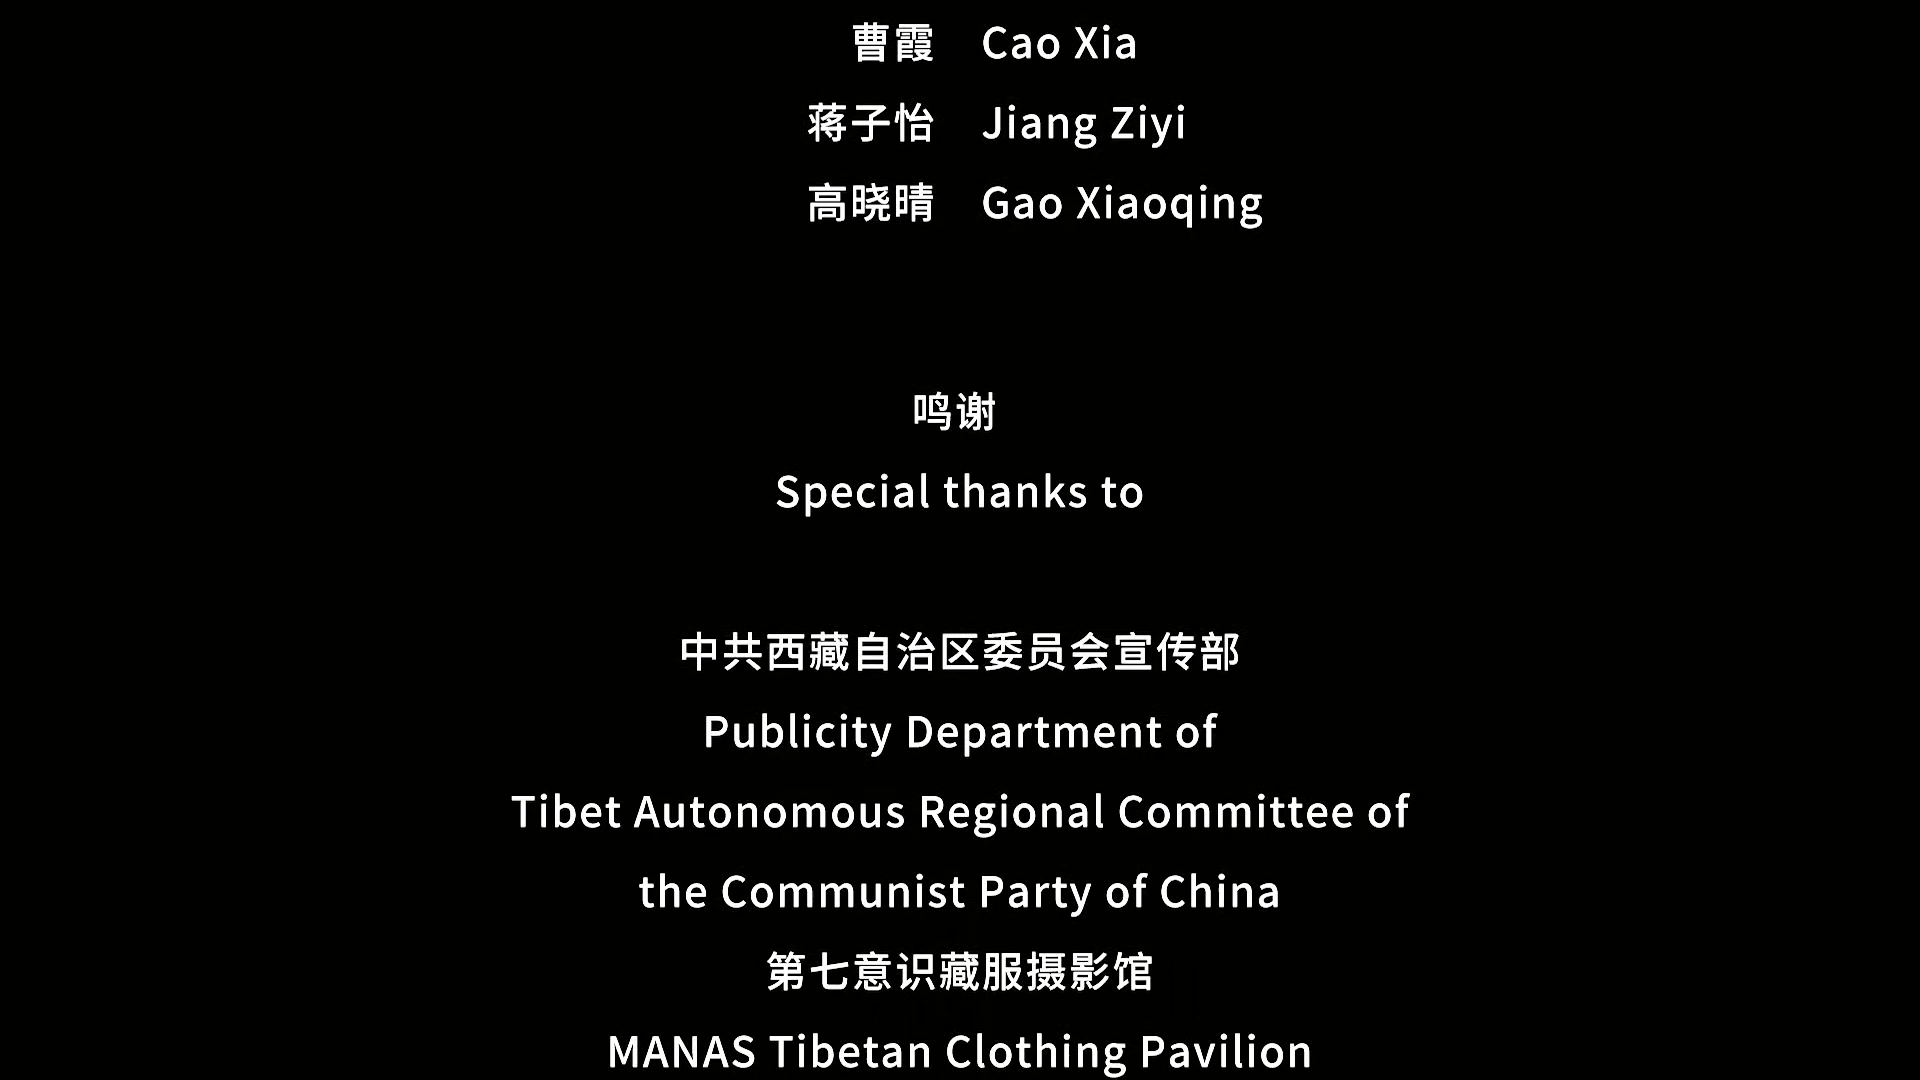 曹霞 Cao Xia
蒋子怡 Jiang Ziyi
高晓晴 Gao Xiaoqing
鸣谢
Special thanks to
中共西藏自治区委员会宣传部
Publicity Department of
Tibet Autonomous Regional Committee of
the Communist Party of China
第七意识藏服摄影馆
MANAS Tibetan Clothing Pavilion